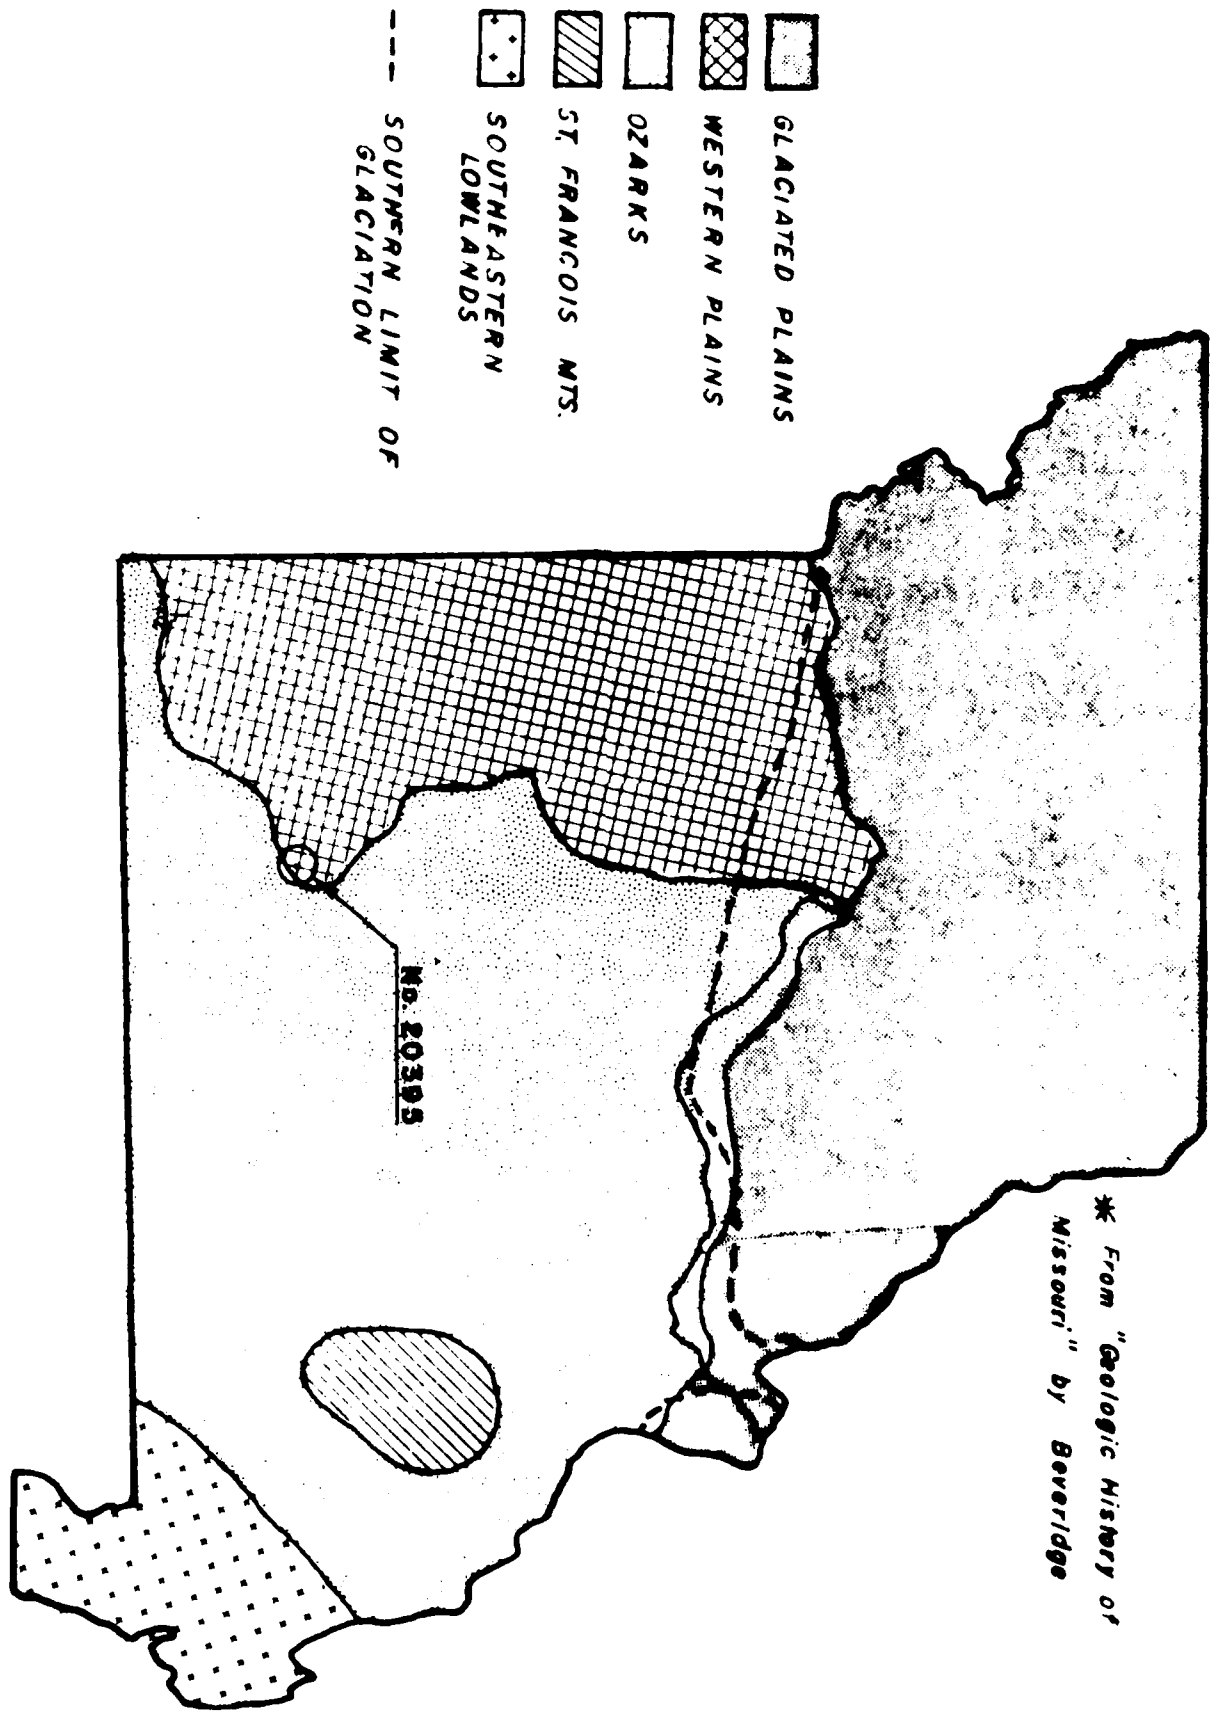 * From "Geologic History of
Missouri" by Beveridge
No. 20395
GLACIATED PLAINS
WESTERN PLAINS
OZARKS
ST. FRANCOIS MTS.
SOUTHEASTERN
LOWLANDS
SOUTHERN LIMIT OF
GLACIATION